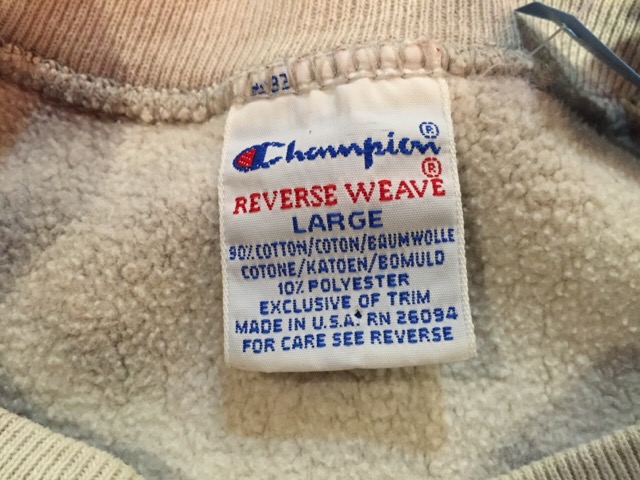 Champion®
REVERSE WEAVE®
LARGE
90% COTTON/COTON/BAUMWOLLE
COTONE/KATOEN/BOMULD
10% POLYESTER
EXCLUSIVE OF TRIM
MADE IN U.S.A. RN 26094
FOR CARE SEE REVERSE